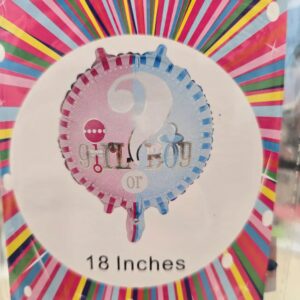 ?
girL boy
or
18 Inches